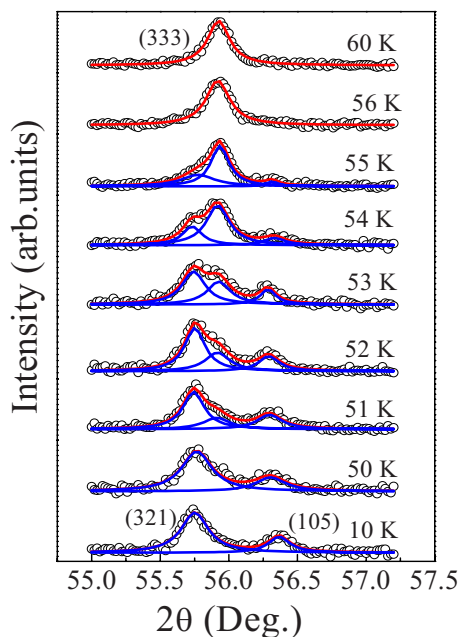 (333)
60 K
56 K
55 K
54 K
53 K
52 K
51 K
50 K
(321)
(105)
10 K
Intensity (arb.units)
55.0 55.5 56.0 56.5 57.0 57.5
2θ (Deg.)